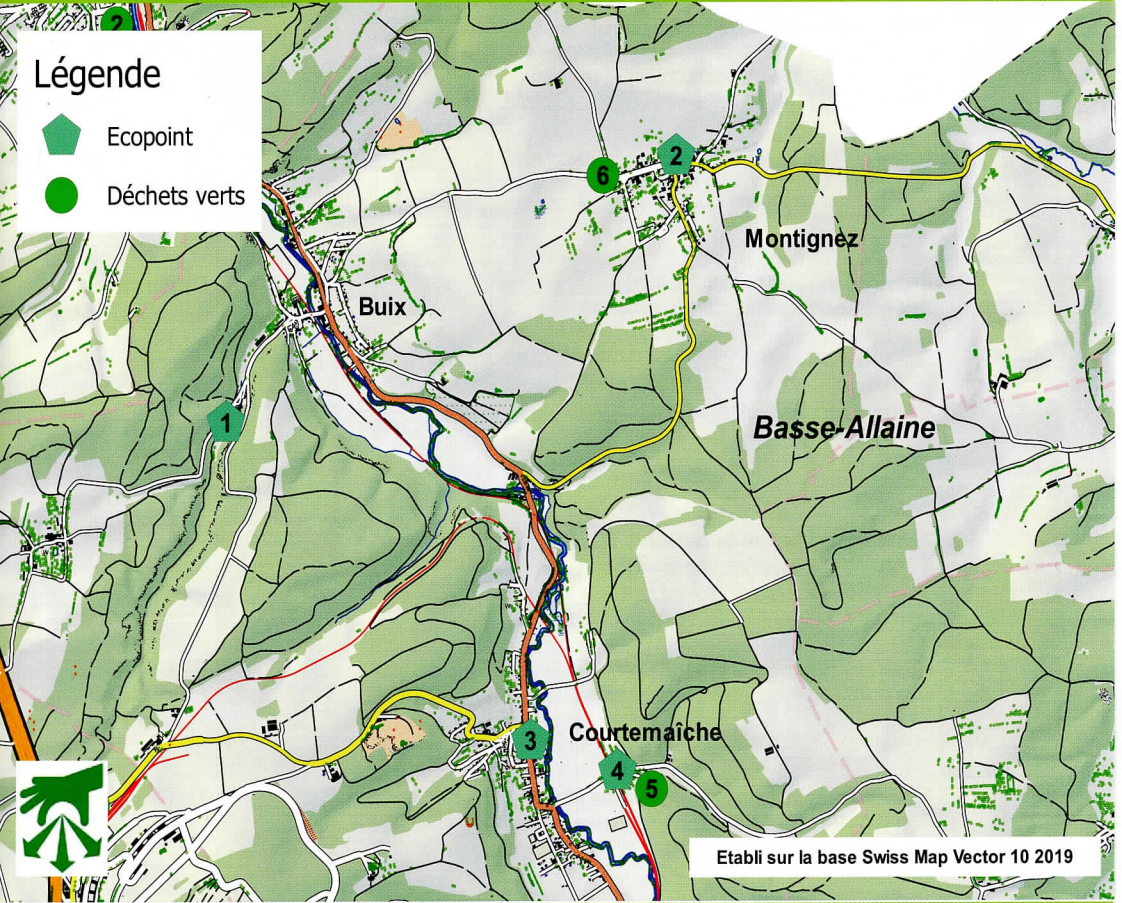 2
Légende
Ecopoint
Déchets verts
6
2
Montignez
Buix
1
Basse-Allaine
Courtemaîche
3
4
5
Etabli sur la base Swiss Map Vector 10 2019